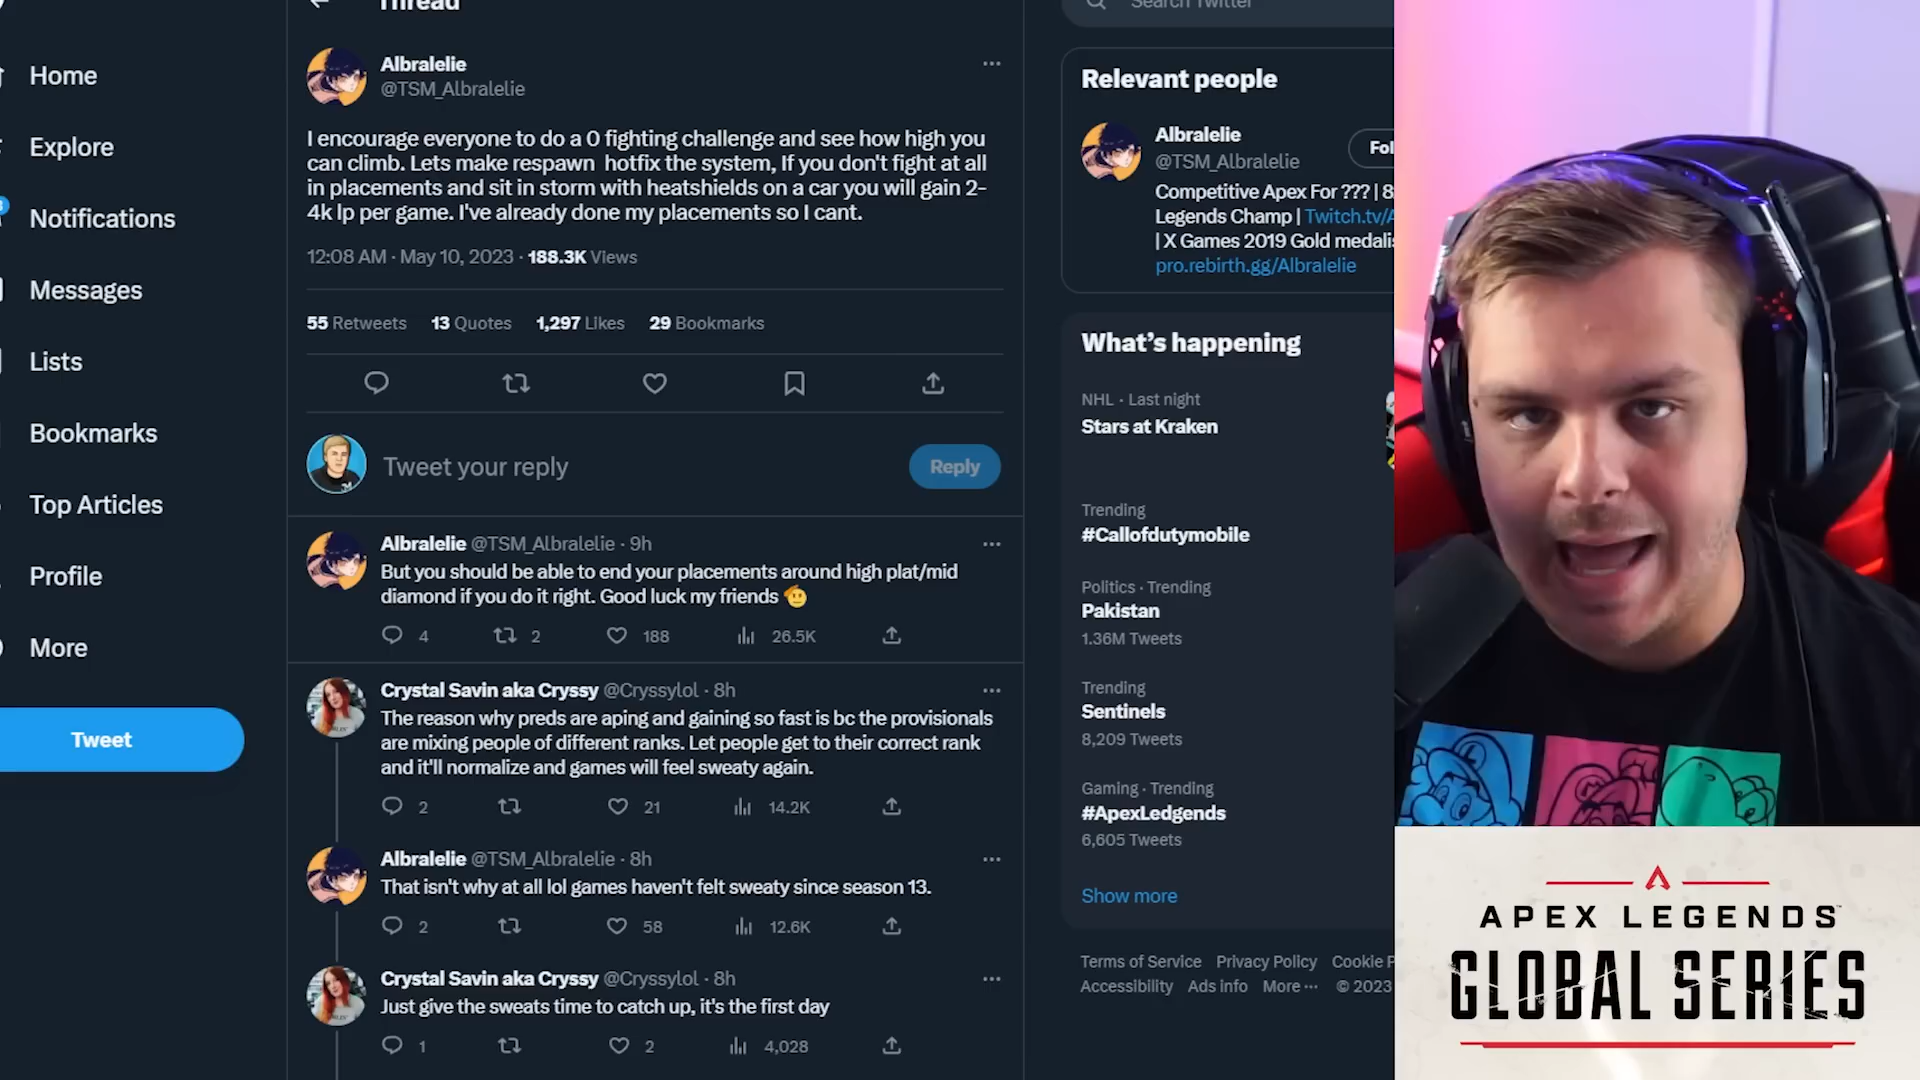 Thread
Search Twitter
Home
Explore
Notifications
Messages
Lists
Bookmarks
Top Articles
Profile
More
Tweet
Albralelie
@TSM_Albralelie
I encourage everyone to do a 0 fighting challenge and see how high you
can climb. Lets make respawn hotfix the system, If you don't fight at all
in placements and sit in storm with heatshields on a car you will gain 2-
4k lp per game. I've already done my placements so I cant.
12:08 AM · May 10, 2023 · 188.3K Views
55 Retweets 13 Quotes 1,297 Likes 29 Bookmarks
Tweet your reply
Reply
Albralelie @TSM_Albralelie · 9h
But you should be able to end your placements around high plat/mid
diamond if you do it right. Good luck my friends 🫡
4 2 188 26.5K
Crystal Savin aka Cryssy @Cryssylol · 8h
The reason why preds are aping and gaining so fast is bc the provisionals
are mixing people of different ranks. Let people get to their correct rank
and it'll normalize and games will feel sweaty again.
2 21 14.2K
Albralelie @TSM_Albralelie · 8h
That isn't why at all lol games haven't felt sweaty since season 13.
2 58 12.6K
Crystal Savin aka Cryssy @Cryssylol · 8h
Just give the sweats time to catch up, it's the first day
1 2 4,028
Relevant people
Albralelie
@TSM_Albralelie
Fol
Competitive Apex For ??? | 8
Legends Champ | Twitch.tv/A
| X Games 2019 Gold medalis
pro.rebirth.gg/Albralelie
What's happening
NHL · Last night
Stars at Kraken
Trending
#Callofdutymobile
Politics · Trending
Pakistan
1.36M Tweets
Trending
Sentinels
8,209 Tweets
Gaming · Trending
#ApexLedgends
6,605 Tweets
Show more
Terms of Service Privacy Policy Cookie P
Accessibility Ads info More ··· © 2023
APEX LEGENDS
GLOBAL SERIES